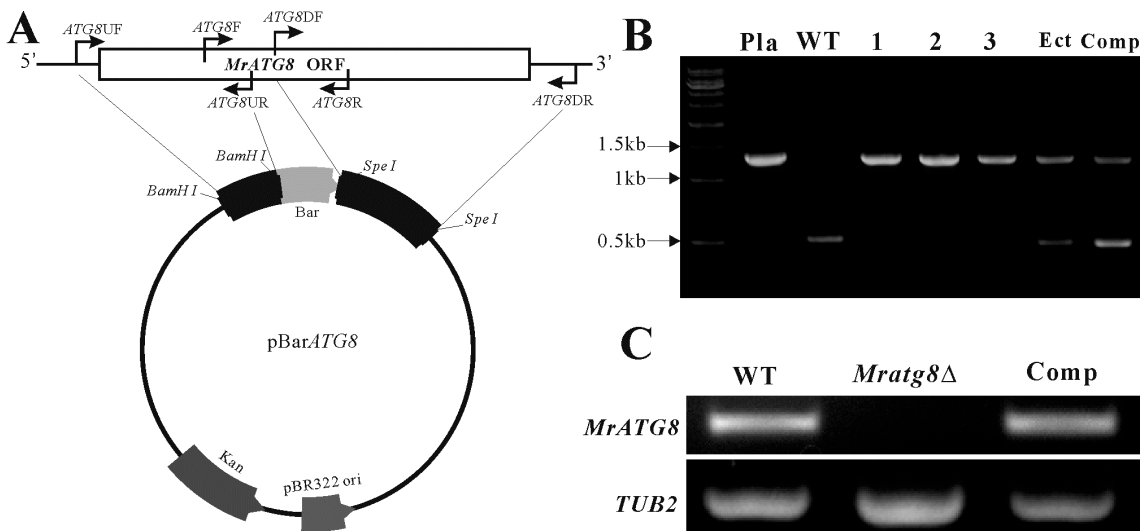 A
ATG8UF
ATG8F
ATG8DF
5’
3’
MrATG8 ORF
ATG8UR
ATG8R
ATG8DR
BamH I
Spe I
BamH I
Bar
Spe I
pBarATG8
Kan
pBR322 ori
B
Pla WT 1 2 3 Ect Comp
1.5kb
1kb
0.5kb
C
WT Mratg8Δ Comp
MrATG8
TUB2